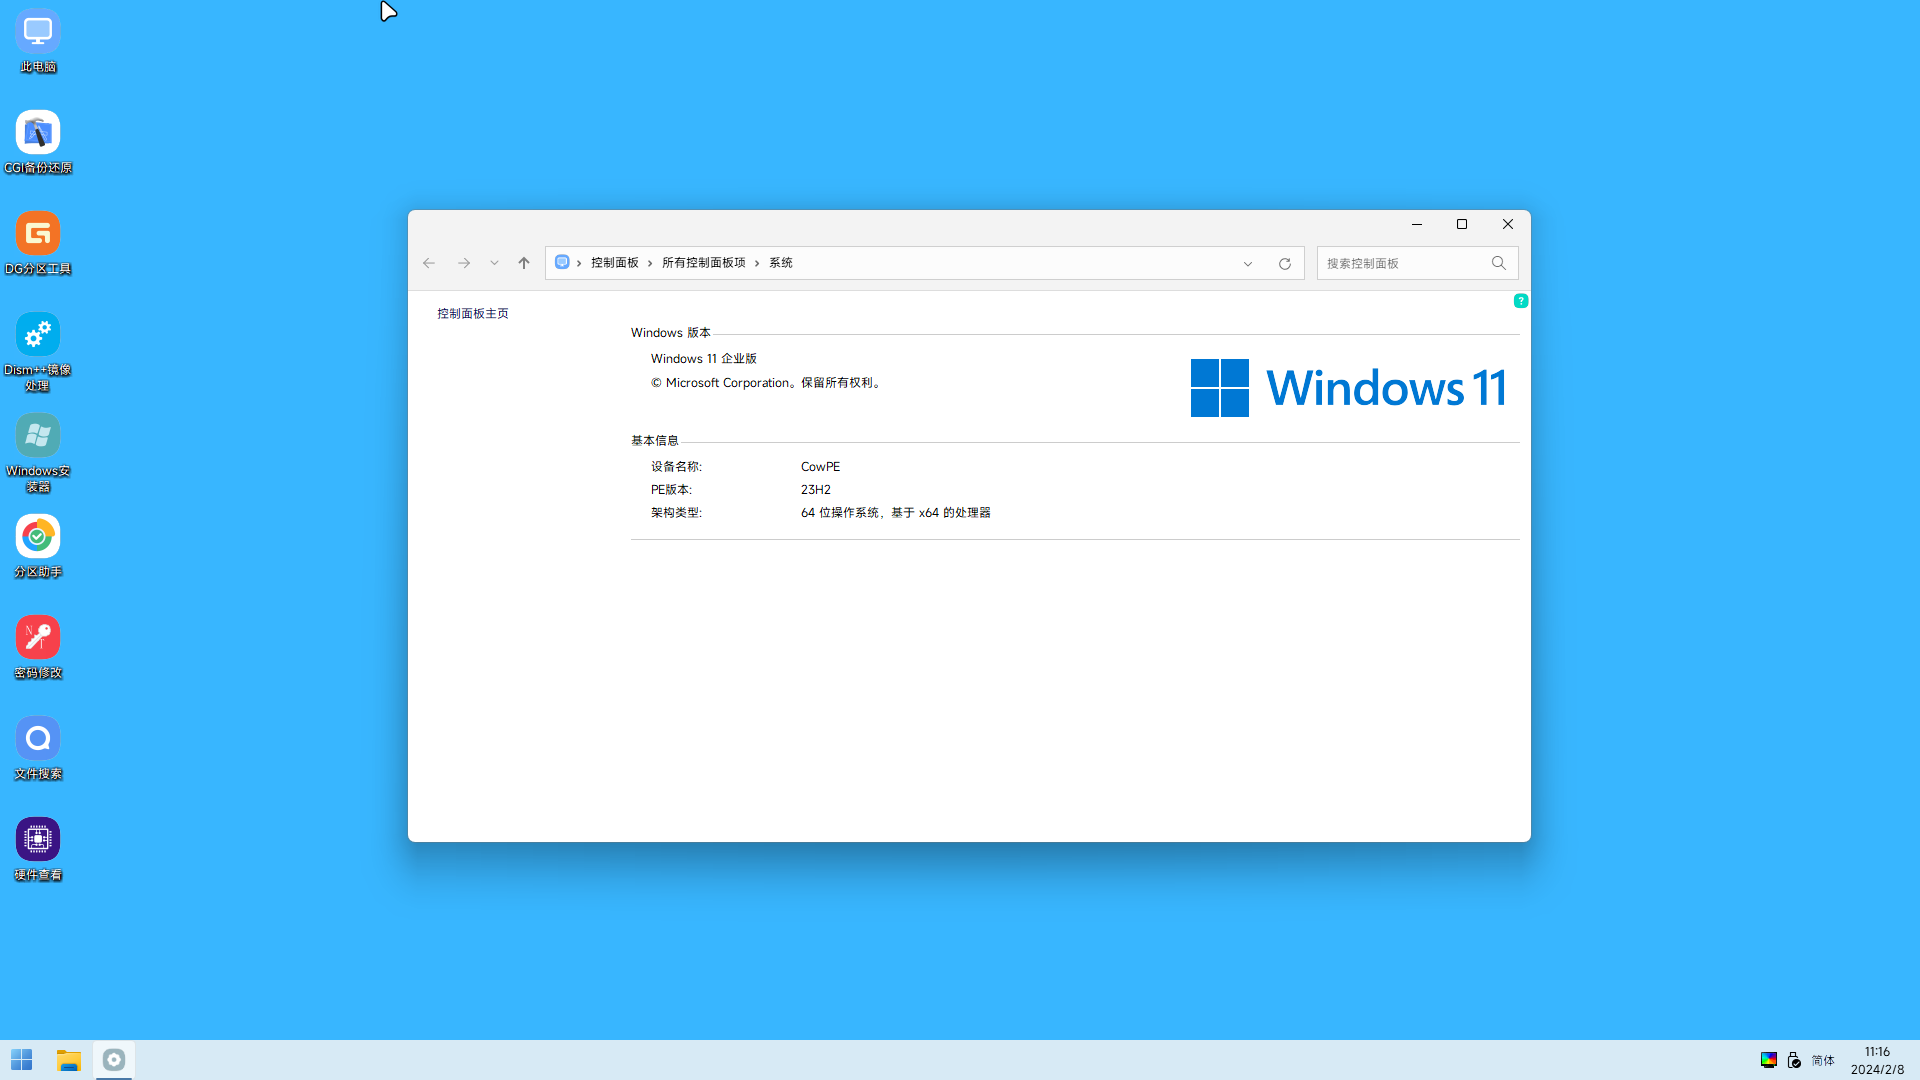 此电脑
CGI备份还原
DG分区工具
Dism++镜像
处理
Windows安
装器
分区助手
密码修改
文件搜索
硬件查看
控制面板 › 所有控制面板项 › 系统
搜索控制面板
?
控制面板主页
Windows 版本
Windows 11 企业版
© Microsoft Corporation。保留所有权利。
Windows 11
基本信息
设备名称: CowPE
PE版本: 23H2
架构类型: 64 位操作系统，基于 x64 的处理器
简体
11:16
2024/2/8